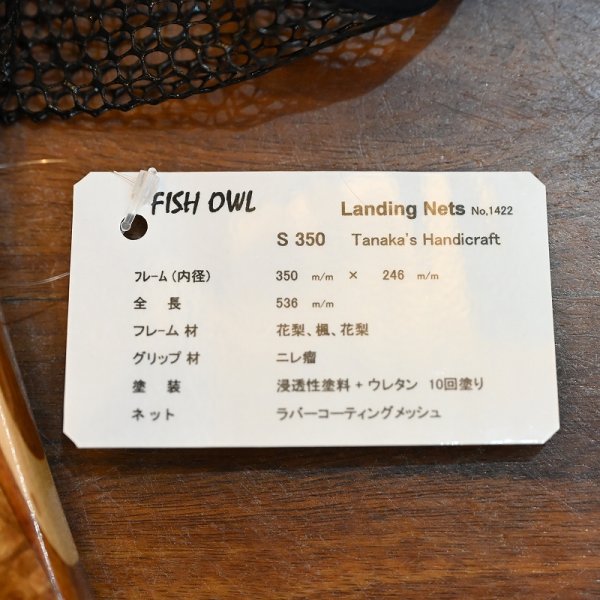 FISH OWL Landing Nets No,1422
S 350 Tanaka's Handicraft
フレーム(内径) 350 m/m × 246 m/m
全長 536 m/m
フレーム材 花梨、楓、花梨
グリップ材 ニレ瘤
塗装 浸透性塗料 + ウレタン 10回塗り
ネット ラバーコーティングメッシュ